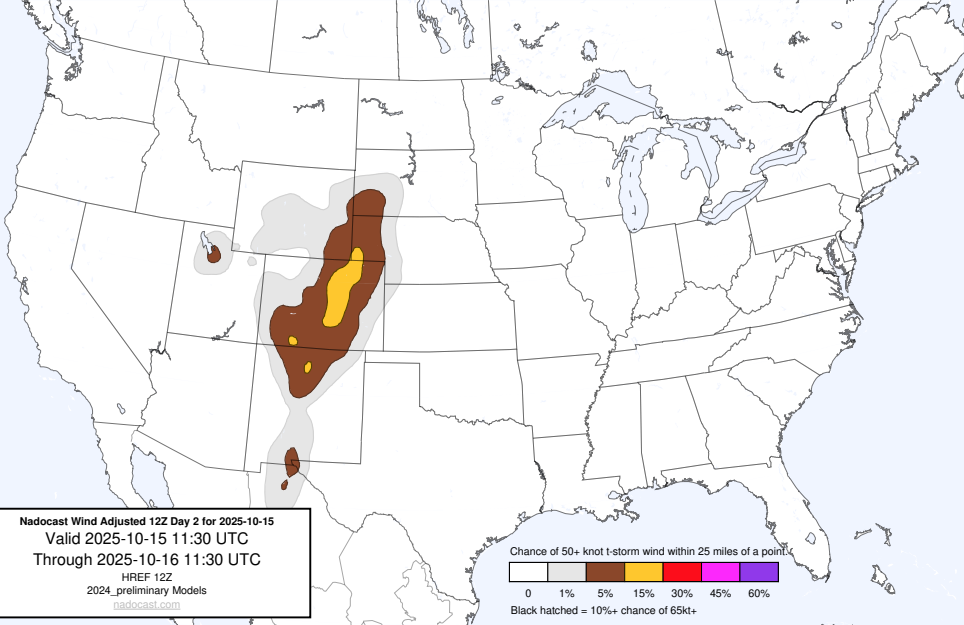 Nadocast Wind Adjusted 12Z Day 2 for 2025-10-15
Valid 2025-10-15 11:30 UTC
Through 2025-10-16 11:30 UTC
HREF 12Z
2024_preliminary Models
nadocast.com
Chance of 50+ knot t-storm wind within 25 miles of a point.
0 1% 5% 15% 30% 45% 60%
Black hatched = 10%+ chance of 65kt+